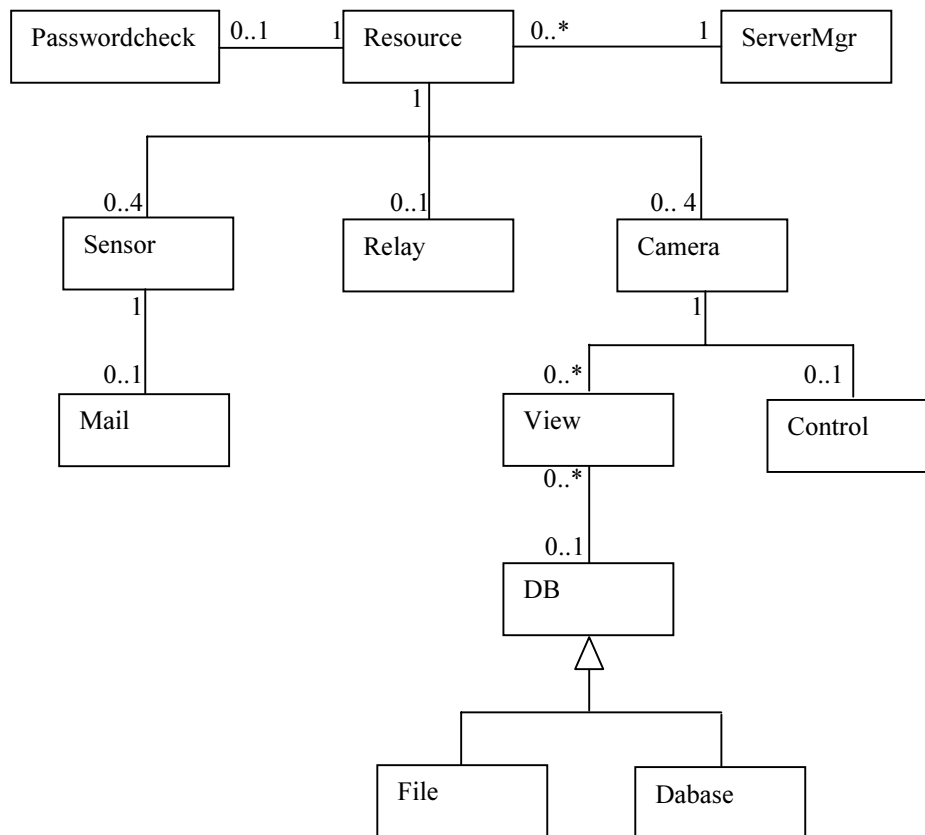 Passwordcheck 0..1 1 Resource 0..* 1 ServerMgr
1
0..4 0..1 0.. 4
Sensor Relay Camera
1 1
0..1 0..* 0..1
Mail View Control
0..*
0..1
DB
File Dabase